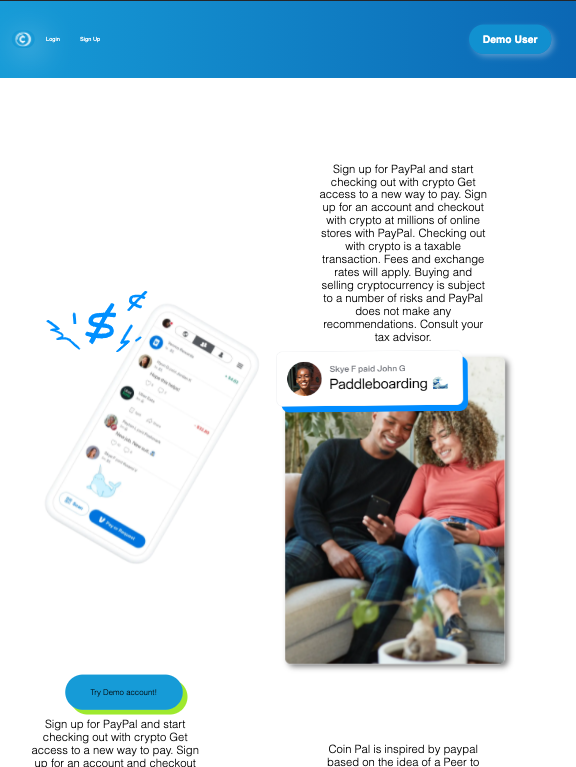 Login
Sign Up
Demo User
Sign up for PayPal and start
checking out with crypto Get
access to a new way to pay. Sign
up for an account and checkout
with crypto at millions of online
stores with PayPal. Checking out
with crypto is a taxable
transaction. Fees and exchange
rates will apply. Buying and
selling cryptocurrency is subject
to a number of risks and PayPal
does not make any
recommendations. Consult your
tax advisor.
Skye F paid John G
Paddleboarding
Pay or Request
Scan
Try Demo account!
Sign up for PayPal and start
checking out with crypto Get
access to a new way to pay. Sign
up for an account and checkout
Coin Pal is inspired by paypal
based on the idea of a Peer to